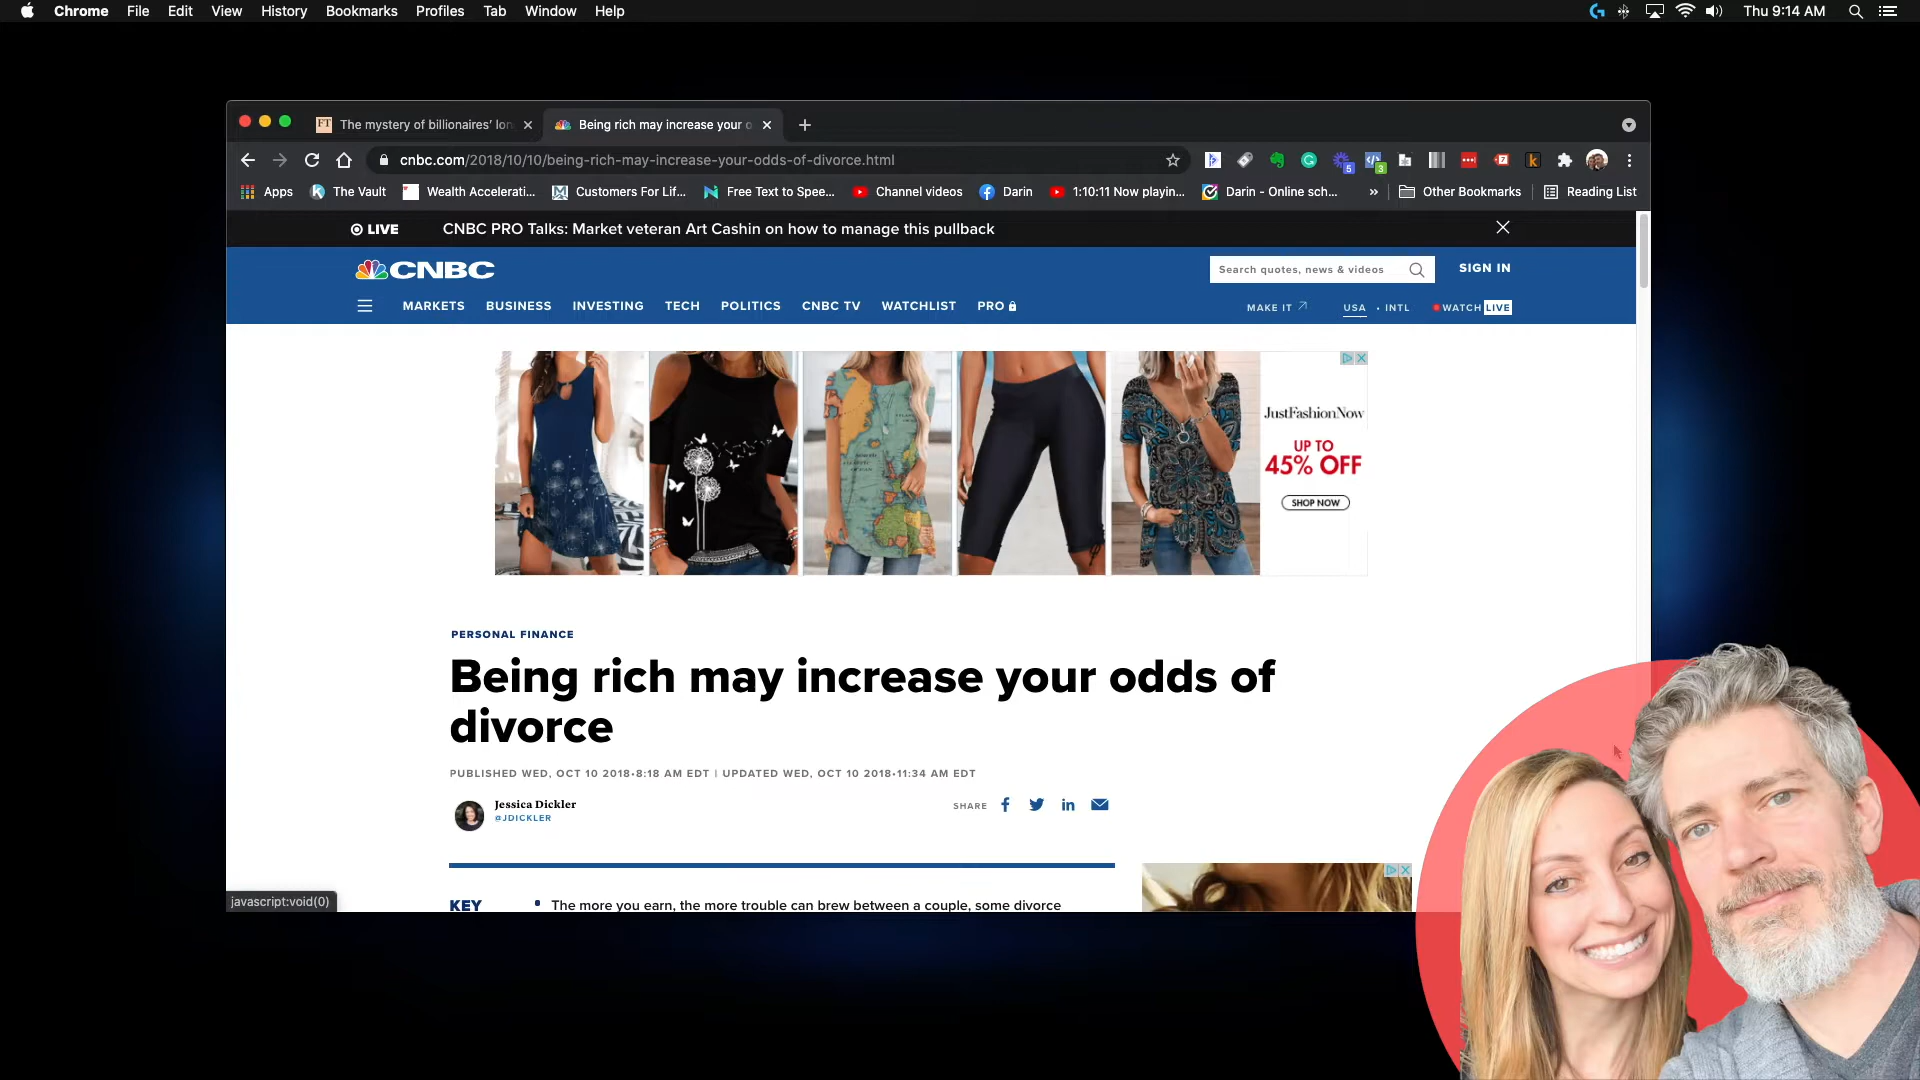 Chrome File Edit View History Bookmarks Profiles Tab Window Help
Thu 9:14 AM
FT The mystery of billionaires' lon
Being rich may increase your o
cnbc.com/2018/10/10/being-rich-may-increase-your-odds-of-divorce.html
5
3
Apps The Vault Wealth Accelerati... Customers For Lif... Free Text to Spee... Channel videos Darin 1:10:11 Now playin... Darin - Online sch... » Other Bookmarks Reading List
LIVE CNBC PRO Talks: Market veteran Art Cashin on how to manage this pullback
CNBC
Search quotes, news & videos
SIGN IN
MARKETS BUSINESS INVESTING TECH POLITICS CNBC TV WATCHLIST PRO
MAKE IT USA • INTL WATCH LIVE
JustFashionNow
UP TO
45% OFF
SHOP NOW
PERSONAL FINANCE
Being rich may increase your odds of
divorce
PUBLISHED WED, OCT 10 2018•8:18 AM EDT | UPDATED WED, OCT 10 2018•11:34 AM EDT
Jessica Dickler
@JDICKLER
SHARE
javascript:void(0)
KEY
• The more you earn, the more trouble can brew between a couple, some divorce